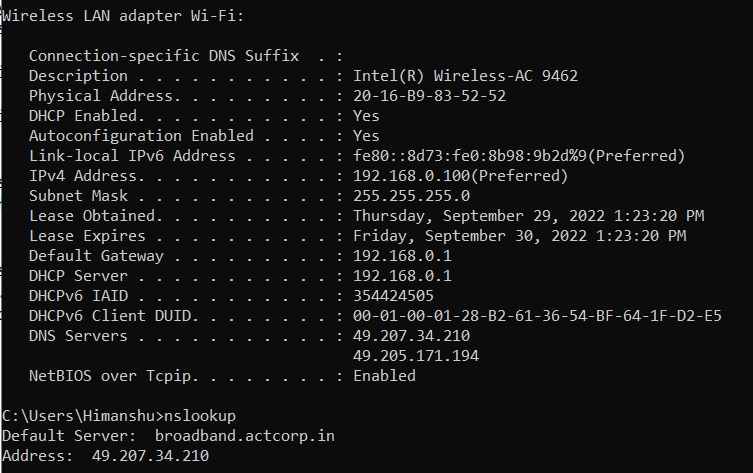 Wireless LAN adapter Wi-Fi:
Connection-specific DNS Suffix  . :
Description . . . . . . . . . . . : Intel(R) Wireless-AC 9462
Physical Address. . . . . . . . . : 20-16-B9-83-52-52
DHCP Enabled. . . . . . . . . . . : Yes
Autoconfiguration Enabled . . . . : Yes
Link-local IPv6 Address . . . . . : fe80::8d73:fe0:8b98:9b2d%9(Preferred)
IPv4 Address. . . . . . . . . . . : 192.168.0.100(Preferred)
Subnet Mask . . . . . . . . . . . : 255.255.255.0
Lease Obtained. . . . . . . . . . : Thursday, September 29, 2022 1:23:20 PM
Lease Expires . . . . . . . . . . : Friday, September 30, 2022 1:23:20 PM
Default Gateway . . . . . . . . . : 192.168.0.1
DHCP Server . . . . . . . . . . . : 192.168.0.1
DHCPv6 IAID . . . . . . . . . . . : 354424505
DHCPv6 Client DUID. . . . . . . . : 00-01-00-01-28-B2-61-36-54-BF-64-1F-D2-E5
DNS Servers . . . . . . . . . . . : 49.207.34.210
49.205.171.194
NetBIOS over Tcpip. . . . . . . . : Enabled
C:\Users\Himanshu>nslookup
Default Server:  broadband.actcorp.in
Address:  49.207.34.210